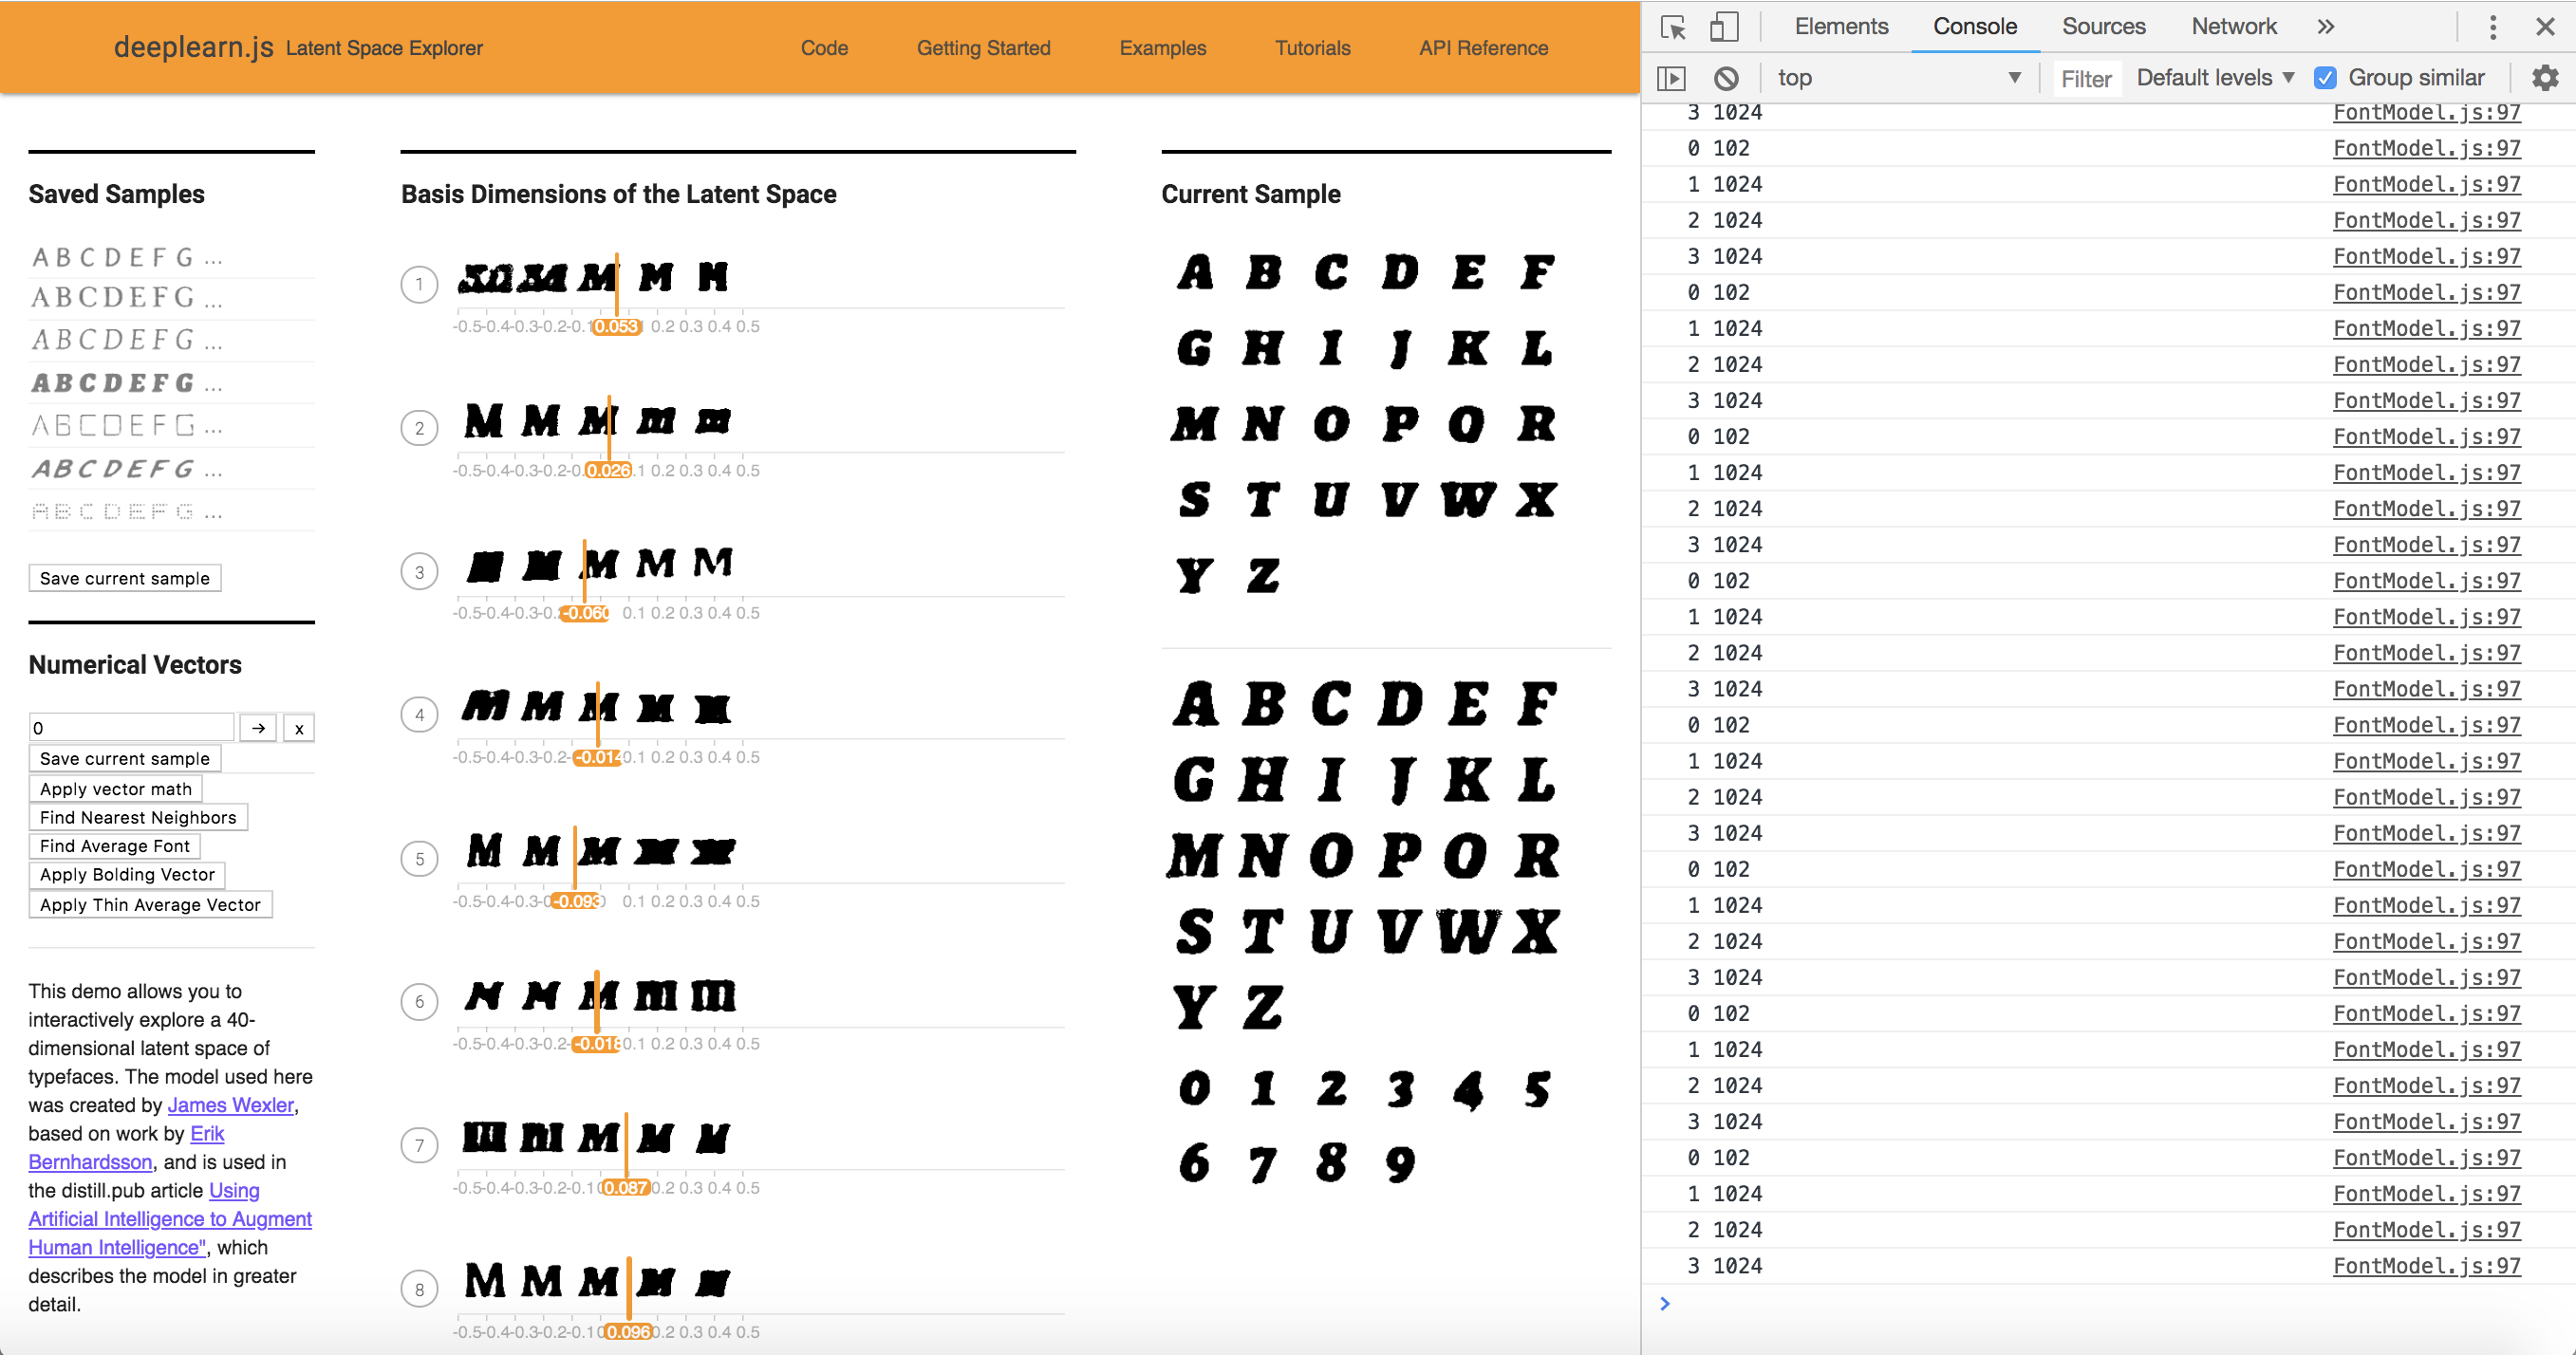 deeplearn.js Latent Space Explorer
Code Getting Started Examples Tutorials API Reference
Saved Samples
A B C D E F G ...
A B C D E F G ...
A B C D E F G ...
A B C D E F G ...
A B C D E F G ...
A B C D E F G ...
A B C D E F G ...
Save current sample
Numerical Vectors
0 → x
Save current sample
Apply vector math
Find Nearest Neighbors
Find Average Font
Apply Bolding Vector
Apply Thin Average Vector
This demo allows you to
interactively explore a 40-
dimensional latent space of
typefaces. The model used here
was created by James Wexler,
based on work by Erik
Bernhardsson, and is used in
the distill.pub article Using
Artificial Intelligence to Augment
Human Intelligence", which
describes the model in greater
detail.
Basis Dimensions of the Latent Space
1 M M M
-0.5 -0.4 -0.3 -0.2 -0.1 0.053 0.2 0.3 0.4 0.5
2 M M M m m
-0.5 -0.4 -0.3 -0.2 0.026 0.2 0.3 0.4 0.5
3 M M M
-0.5 -0.4 -0.3 -0.060 0.1 0.2 0.3 0.4 0.5
4 M M M M
-0.5 -0.4 -0.3 -0.2 -0.014 0.1 0.2 0.3 0.4 0.5
5 M M M
-0.5 -0.4 -0.3 -0.093 0.1 0.2 0.3 0.4 0.5
6 M M M m m
-0.5 -0.4 -0.3 -0.2 -0.018 0.1 0.2 0.3 0.4 0.5
7 M M M
-0.5 -0.4 -0.3 -0.2 -0.1 0.087 0.2 0.3 0.4 0.5
8 M M M M
-0.5 -0.4 -0.3 -0.2 -0.1 0.096 0.2 0.3 0.4 0.5
Current Sample
A B C D E F
G H I J K L
M N O P Q R
S T U V W X
Y Z
A B C D E F
G H I J K L
M N O P Q R
S T U V W X
Y Z
0 1 2 3 4 5
6 7 8 9
Elements Console Sources Network »
top Filter Default levels Group similar
3 1024 FontModel.js:97
0 102 FontModel.js:97
1 1024 FontModel.js:97
2 1024 FontModel.js:97
3 1024 FontModel.js:97
0 102 FontModel.js:97
1 1024 FontModel.js:97
2 1024 FontModel.js:97
3 1024 FontModel.js:97
0 102 FontModel.js:97
1 1024 FontModel.js:97
2 1024 FontModel.js:97
3 1024 FontModel.js:97
0 102 FontModel.js:97
1 1024 FontModel.js:97
2 1024 FontModel.js:97
3 1024 FontModel.js:97
0 102 FontModel.js:97
1 1024 FontModel.js:97
2 1024 FontModel.js:97
3 1024 FontModel.js:97
0 102 FontModel.js:97
1 1024 FontModel.js:97
2 1024 FontModel.js:97
3 1024 FontModel.js:97
0 102 FontModel.js:97
1 1024 FontModel.js:97
2 1024 FontModel.js:97
3 1024 FontModel.js:97
0 102 FontModel.js:97
1 1024 FontModel.js:97
2 1024 FontModel.js:97
3 1024 FontModel.js:97